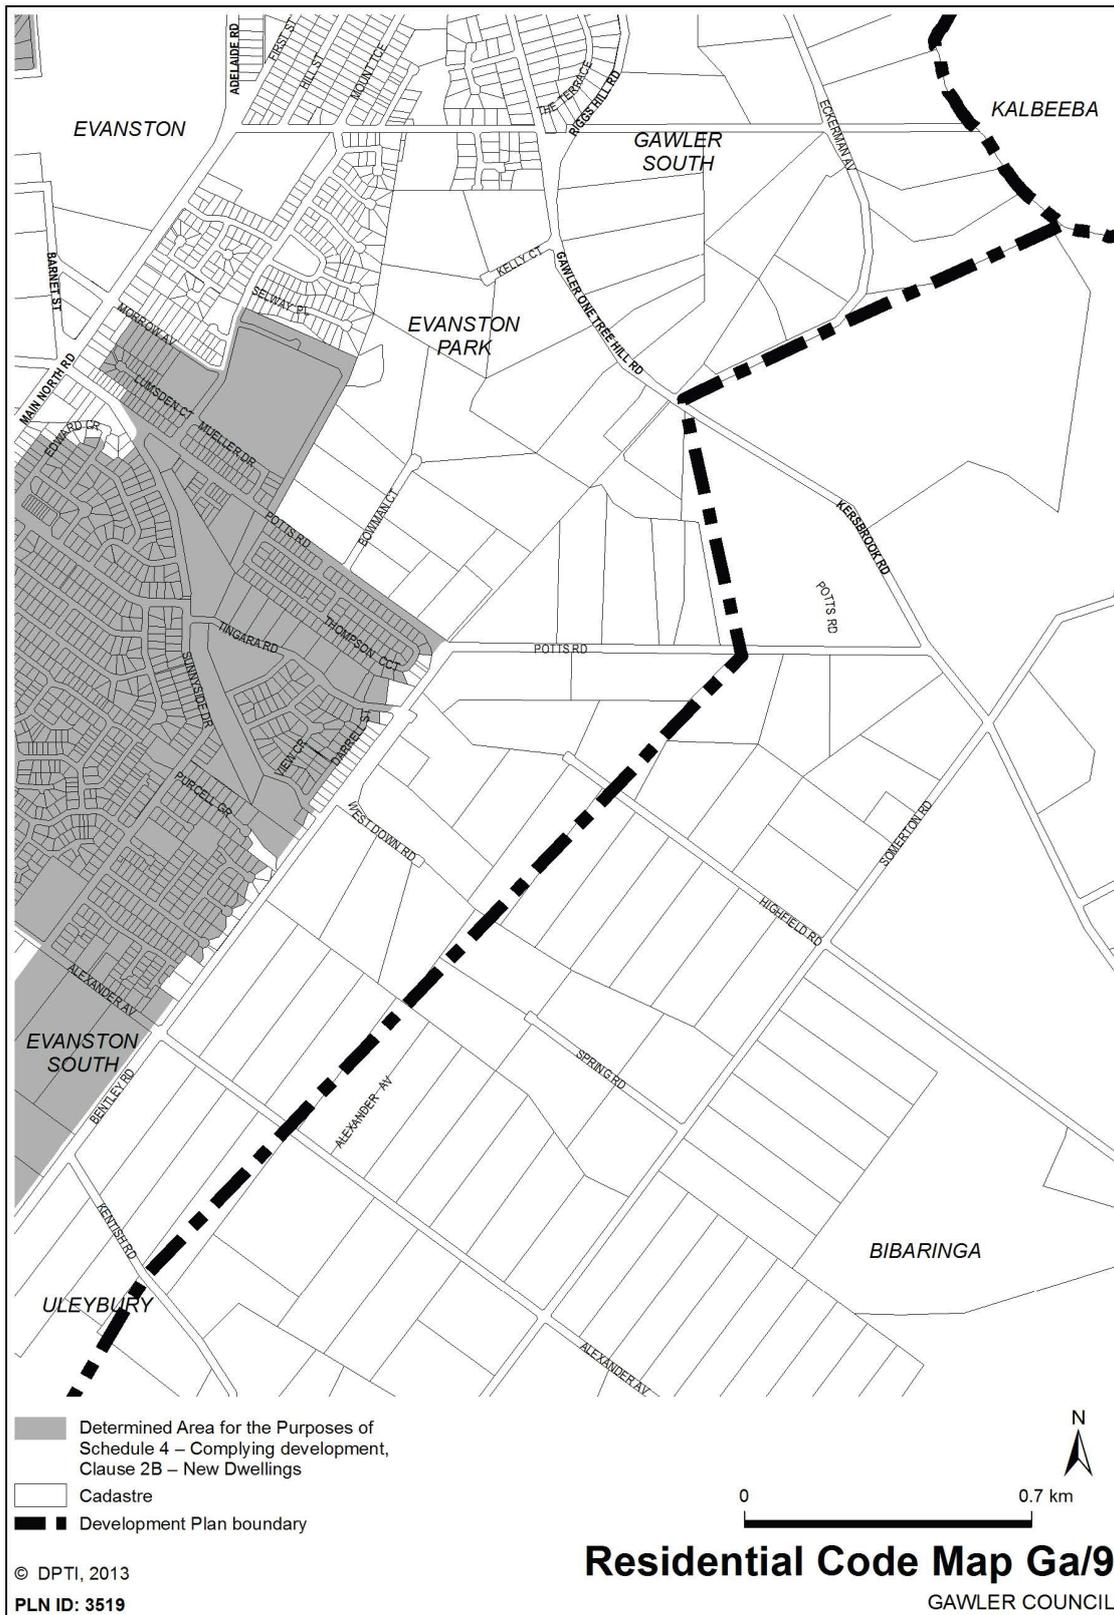 ADELAIDE RD
FIRST ST
HILL ST
MOUNT TCE
THE TERRACE
RIGGS HILL RD
ECKERMAN AV
KALBEEBA
EVANSTON
GAWLER
SOUTH
BARNET ST
KELLY CT
GAWLER ONE TREE HILL RD
SELWAY PL
MORROW AV
EVANSTON
PARK
MAIN NORTH RD
LUMSDEN CT
MUELLER DR
EDWARD CR
POTTS RD
BOWMAN CT
KERSBROOK RD
POTTS RD
TINGARA RD
THOMPSON CCT
POTTS RD
SUNNYSIDE DR
VIEW CR
DARRELL ST
PURCELL GR
WEST DOWN RD
SOMERTON RD
HIGHFIELD RD
ALEXANDER AV
EVANSTON
SOUTH
BENTLEY RD
SPRING RD
ALEXANDER AV
KENTISH RD
BIBARINGA
ULEYBURY
ALEXANDER AV
Determined Area for the Purposes of
Schedule 4 – Complying development,
Clause 2B – New Dwellings
Cadastre
Development Plan boundary
N
0 0.7 km
Residential Code Map Ga/9
© DPTI, 2013
PLN ID: 3519
GAWLER COUNCIL